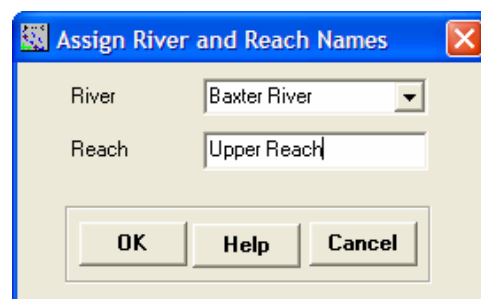 Assign River and Reach Names
River Baxter River
Reach Upper Reach
OK Help Cancel